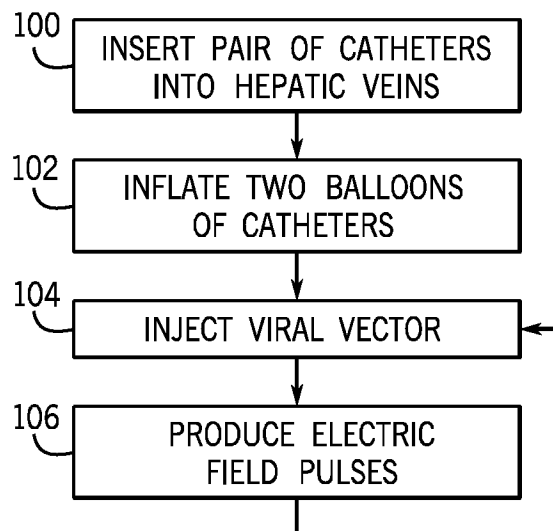 100
INSERT PAIR OF CATHETERS
INTO HEPATIC VEINS
102
INFLATE TWO BALLOONS
OF CATHETERS
104
INJECT VIRAL VECTOR
106
PRODUCE ELECTRIC
FIELD PULSES